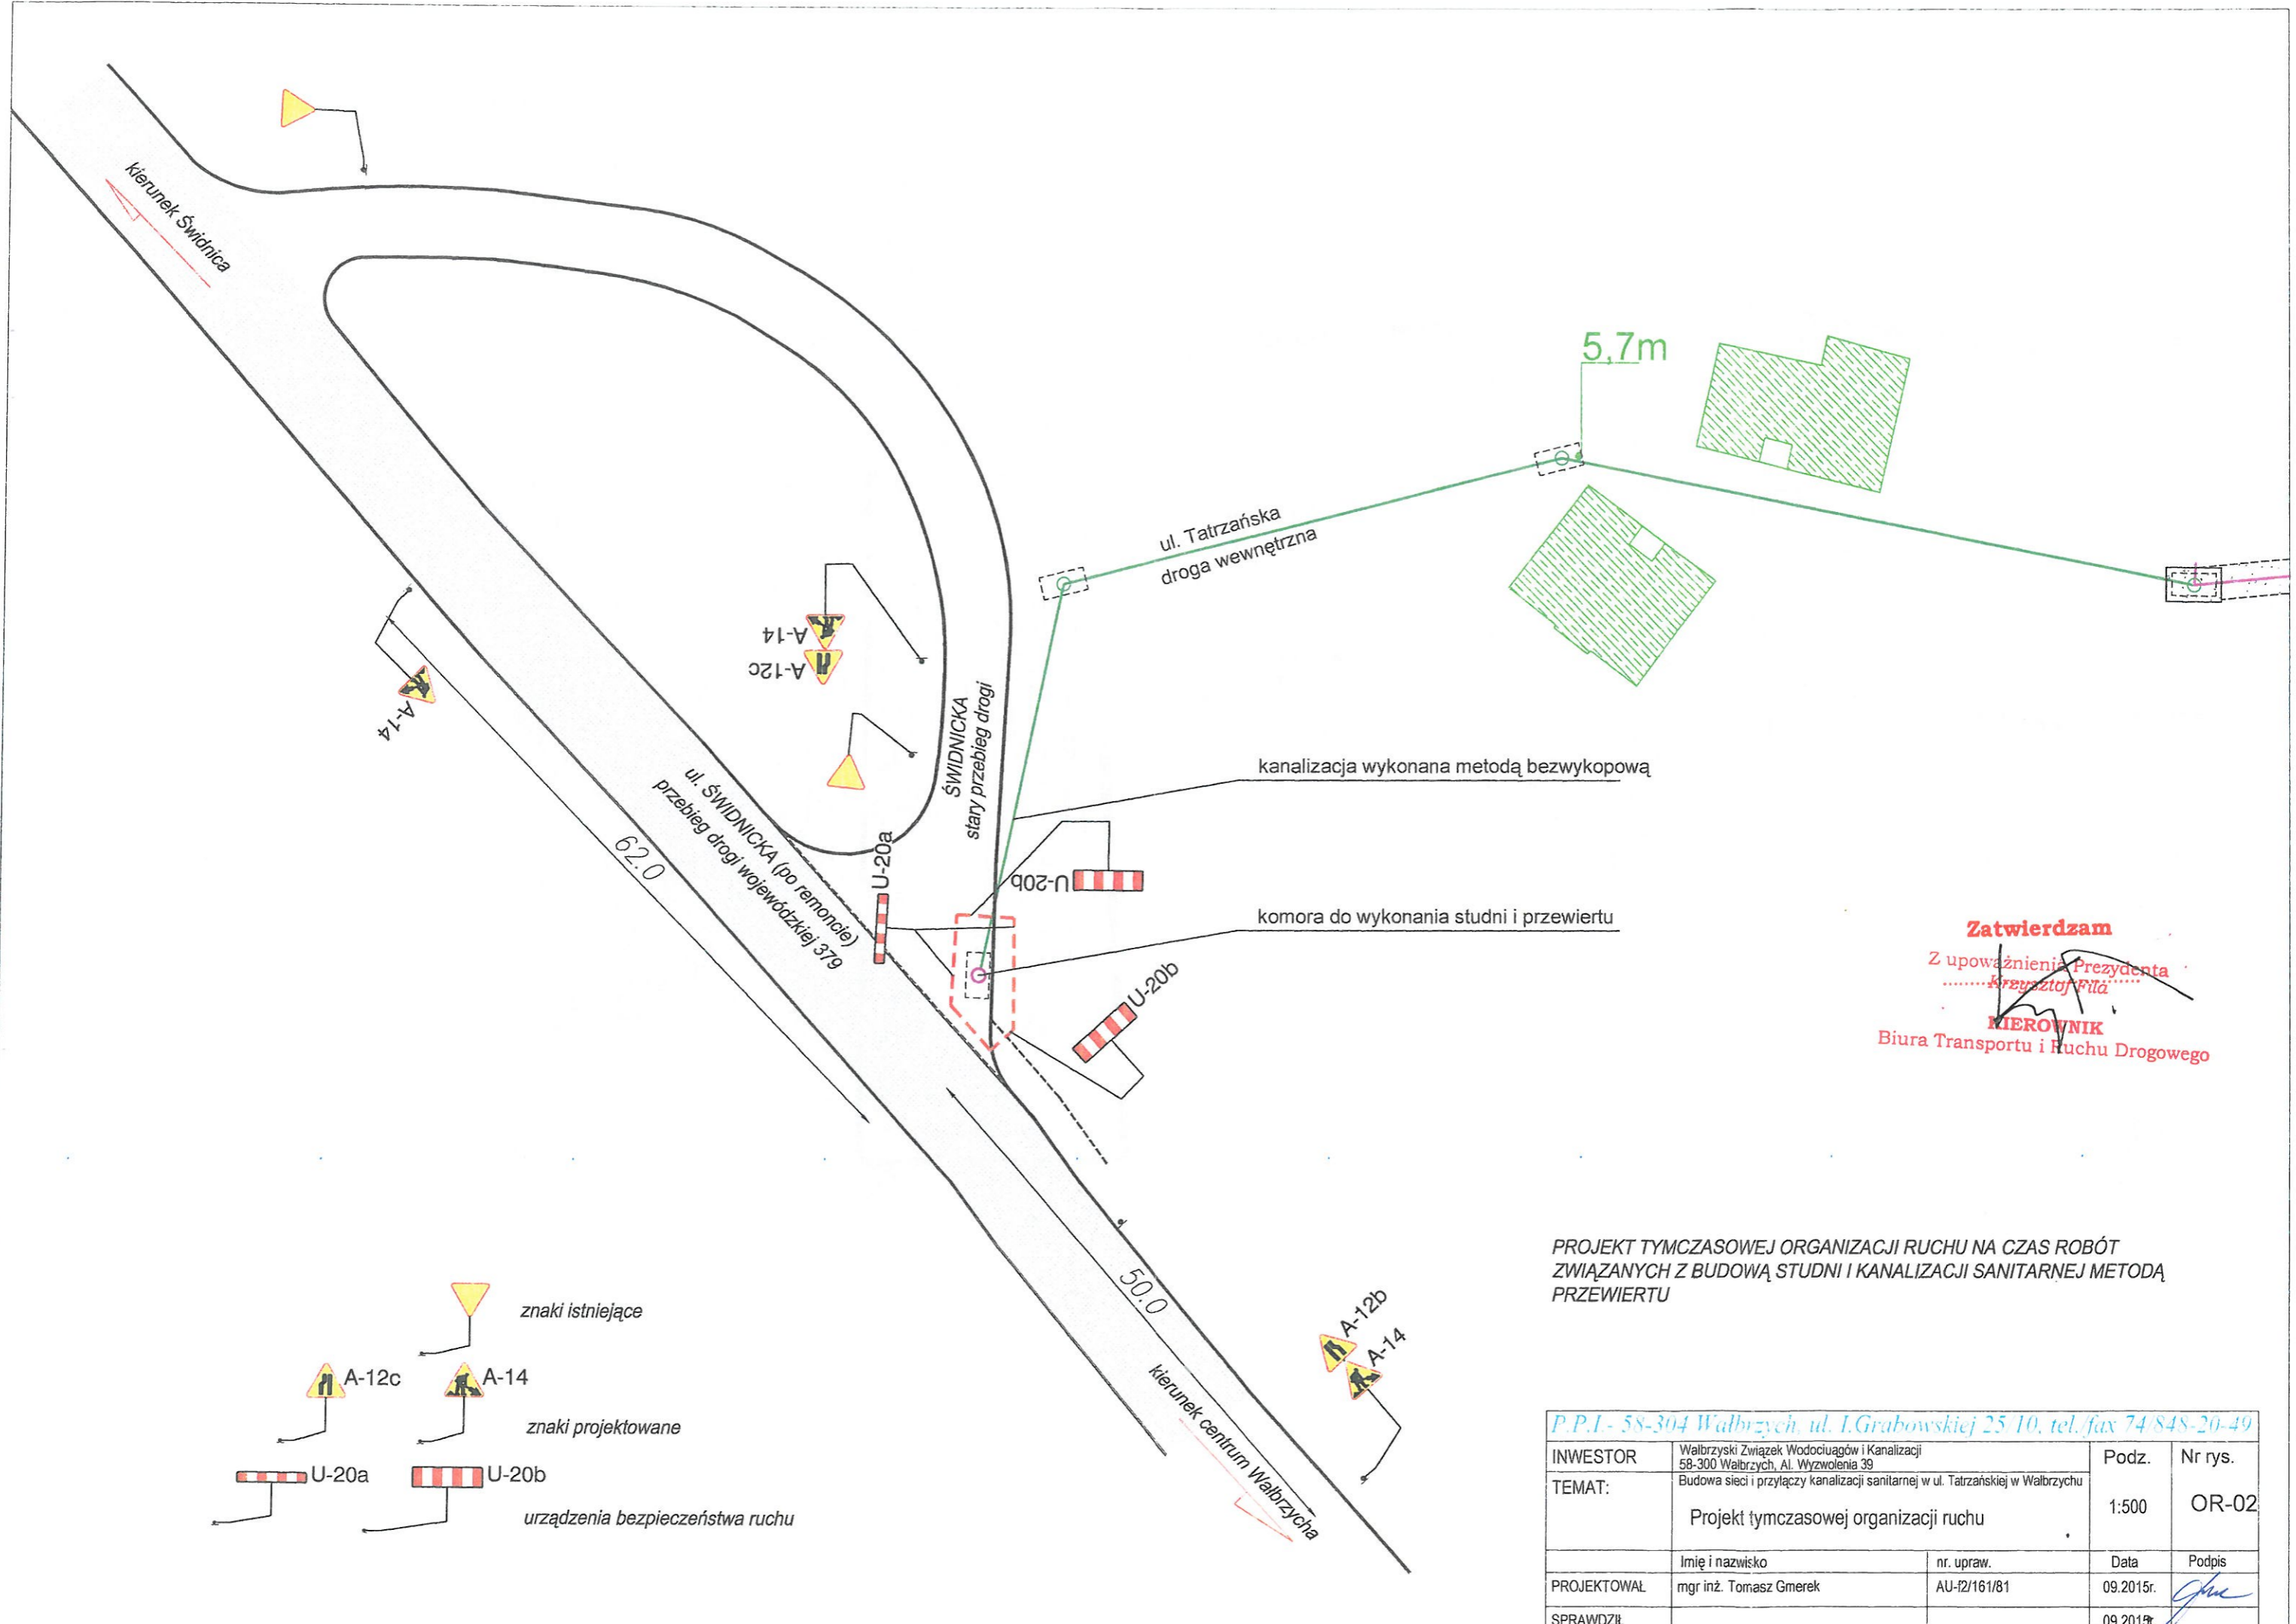 kierunek Świdnica
5,7m
ul. Tatrzańska
droga wewnętrzna
A-14
A-12c
A-14
ŚWIDNICKA
stary przebieg drogi
kanalizacja wykonana metodą bezwykopową
ul. ŚWIDNICKA (po remoncie)
przebieg drogi wojewódzkiej 379
62.0
U-20a
U-20b
komora do wykonania studni i przewiertu
U-20b
Zatwierdzam
Z upoważnienia Prezydenta
Krzysztof Fila
KIEROWNIK
Biura Transportu i Ruchu Drogowego
50.0
kierunek centrum Wałbrzycha
A-12b
A-14
PROJEKT TYMCZASOWEJ ORGANIZACJI RUCHU NA CZAS ROBÓT
ZWIĄZANYCH Z BUDOWĄ STUDNI I KANALIZACJI SANITARNEJ METODĄ
PRZEWIERTU
znaki istniejące
A-12c A-14
znaki projektowane
U-20a U-20b
urządzenia bezpieczeństwa ruchu
P.P.I.- 58-304 Wałbrzych, ul. I.Grabowskiej 25/10, tel./fax 74/848-20-49
INWESTOR Wałbrzyski Związek Wodociuągów i Kanalizacji Podz. Nr rys.
58-300 Wałbrzych, Al. Wyzwolenia 39
TEMAT: Budowa sieci i przyłączy kanalizacji sanitarnej w ul. Tatrzańskiej w Wałbrzychu
Projekt tymczasowej organizacji ruchu 1:500 OR-02
Imię i nazwisko nr. upraw. Data Podpis
PROJEKTOWAŁ mgr inż. Tomasz Gmerek AU-f2/161/81 09.2015r.
SPRAWDZIŁ 09.2015r.